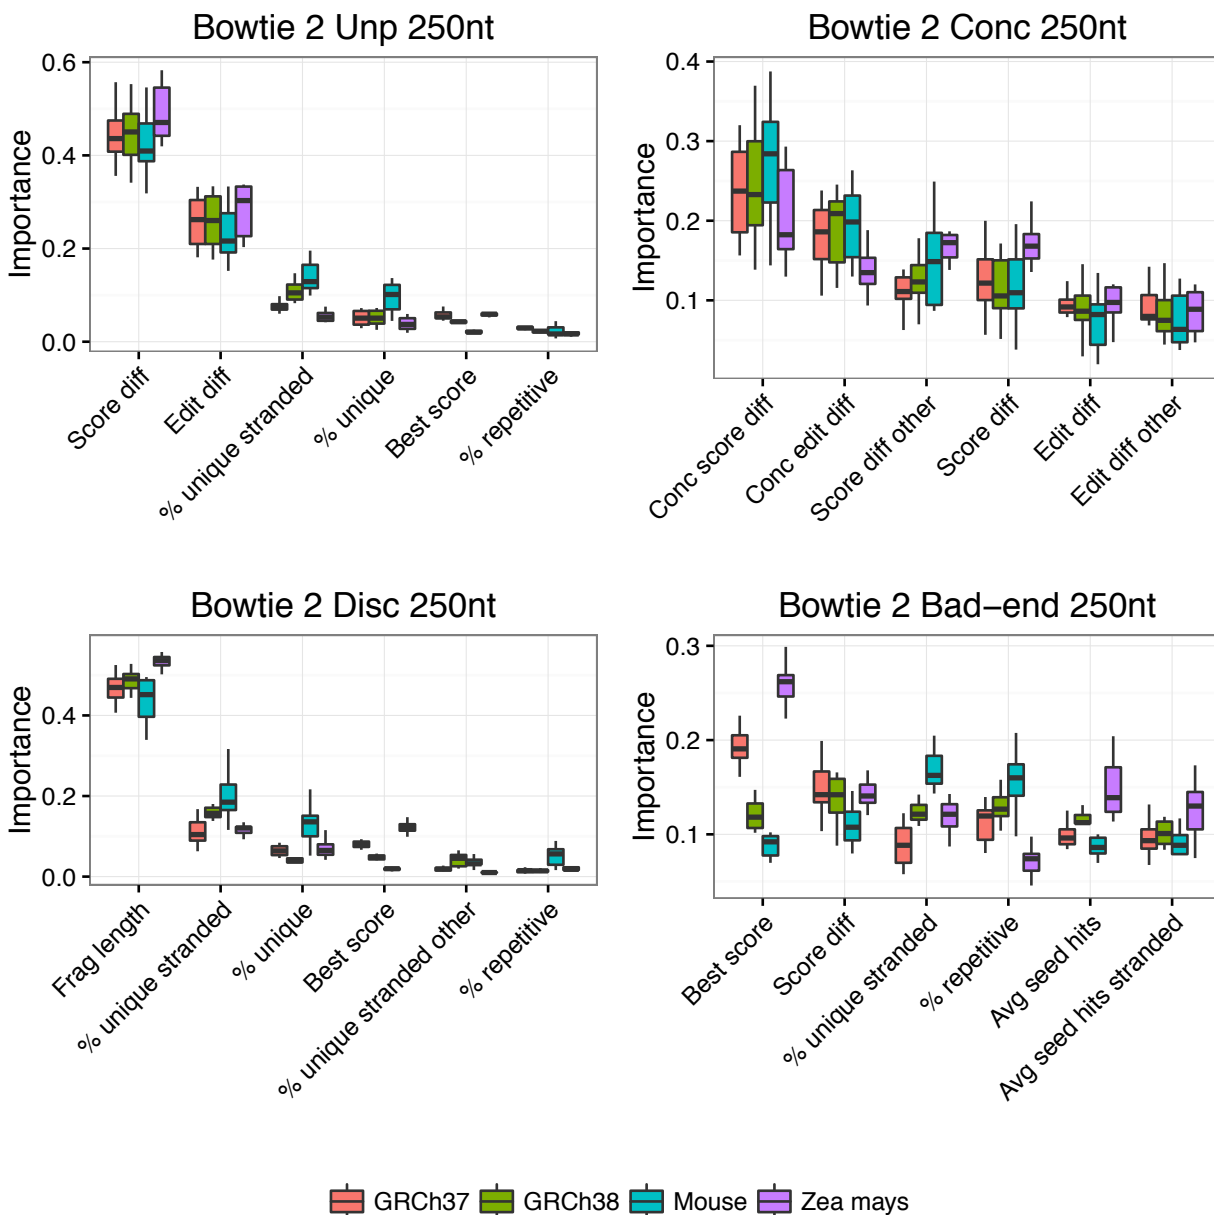 Bowtie 2 Unp 250nt
Importance
0.6
0.4
0.2
0.0
Score diff
Edit diff
% unique stranded
% unique
Best score
% repetitive
Bowtie 2 Conc 250nt
Importance
0.4
0.3
0.2
0.1
Conc score diff
Conc edit diff
Score diff other
Score diff
Edit diff
Edit diff other
Bowtie 2 Disc 250nt
Importance
0.4
0.2
0.0
Frag length
% unique stranded
% unique
Best score
% unique stranded other
% repetitive
Bowtie 2 Bad−end 250nt
Importance
0.3
0.2
0.1
Best score
Score diff
% unique stranded
% repetitive
Avg seed hits
Avg seed hits stranded
GRCh37 GRCh38 Mouse Zea mays